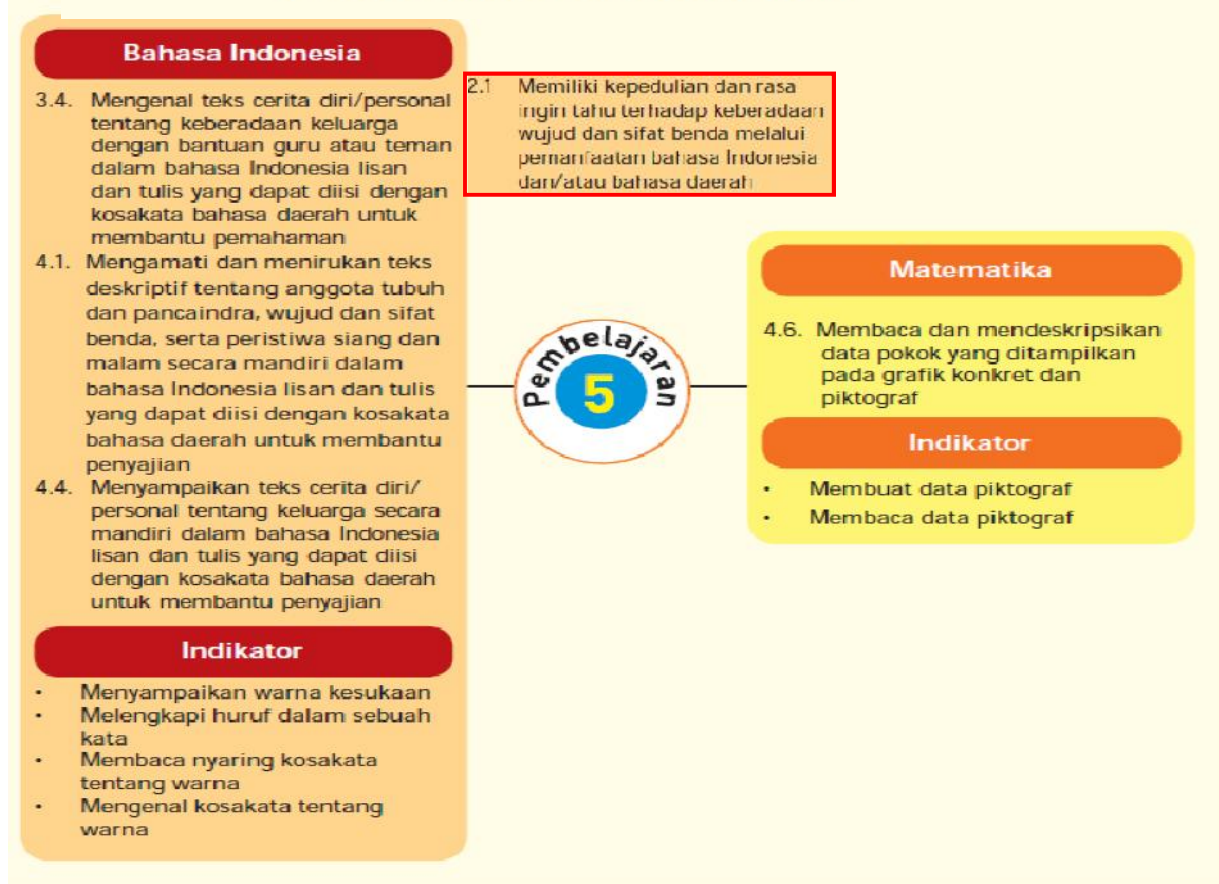 Bahasa Indonesia
3.4. Mengenal teks cerita diri/personal
tentang keberadaan keluarga
dengan bantuan guru atau teman
dalam bahasa Indonesia lisan
dan tulis yang dapat diisi dengan
kosakata bahasa daerah untuk
membantu pemahaman
4.1. Mengamati dan menirukan teks
deskriptif tentang anggota tubuh
dan pancaindra, wujud dan sifat
benda, serta peristiwa siang dan
malam secara mandiri dalam
bahasa Indonesia lisan dan tulis
yang dapat diisi dengan kosakata
bahasa daerah untuk membantu
penyajian
4.4. Menyampaikan teks cerita diri/
personal tentang keluarga secara
mandiri dalam bahasa Indonesia
lisan dan tulis yang dapat diisi
dengan kosakata bahasa daerah
untuk membantu penyajian
Indikator
• Menyampaikan warna kesukaan
• Melengkapi huruf dalam sebuah
kata
• Membaca nyaring kosakata
tentang warna
• Mengenal kosakata tentang
warna
2.1 Memiliki kepedulian dan rasa
ingin tahu terhadap keberadaan
wujud dan sifat benda melalui
pemanfaatan bahasa Indonesia
dan/atau bahasa daerah
Pembelajaran
5
Matematika
4.6. Membaca dan mendeskripsikan
data pokok yang ditampilkan
pada grafik konkret dan
piktograf
Indikator
• Membuat data piktograf
• Membaca data piktograf